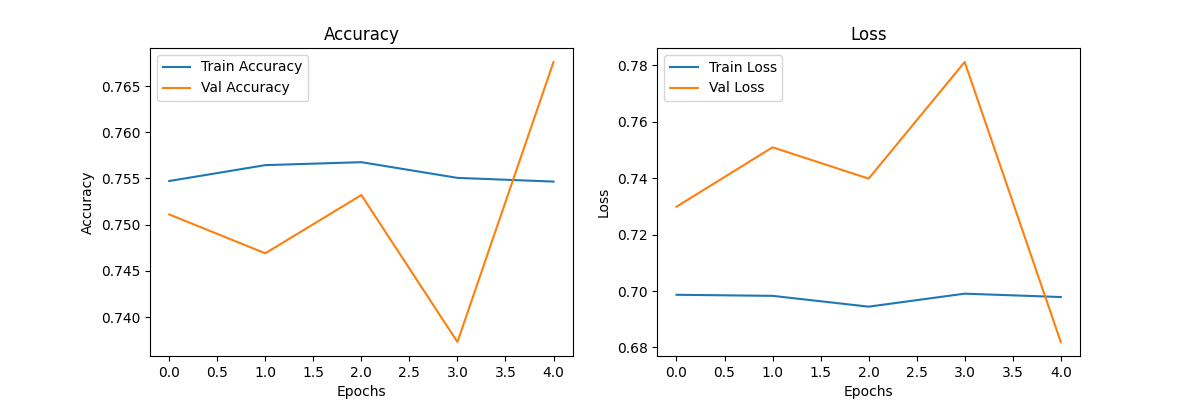 Accuracy
Train Accuracy
Val Accuracy
0.765
0.760
0.755
0.750
0.745
0.740
Accuracy
0.0 0.5 1.0 1.5 2.0 2.5 3.0 3.5 4.0
Epochs
Loss
Train Loss
Val Loss
0.78
0.76
0.74
0.72
0.70
0.68
Loss
0.0 0.5 1.0 1.5 2.0 2.5 3.0 3.5 4.0
Epochs